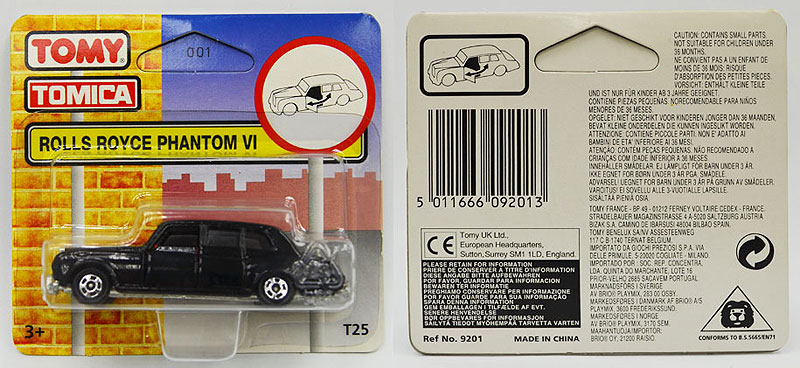 TOMY
001
TOMICA
ROLLS ROYCE PHANTOM VI
3+
T25
CAUTION: CONTAINS SMALL PARTS.
NOT SUITABLE FOR CHILDREN UNDER
36 MONTHS.
NE CONVIENT PAS A UN ENFANT DE
MOINS DE 36 MOIS: RISQUE
D'ABSORPTION DES PETITES PIECES.
VORSICHT: ENTHÄLT KLEINE TEILE
UND IST NUR FÜR KINDER AB 3 JAHRE GEEIGNET.
CONTIENE PIEZAS PEQUEÑAS. NORECOMENDABLE PARA NIÑOS
MENORES DE 36 MESES.
OPGELET: NIET GESCHIKT VOOR KINDEREN JONGER DAN 36 MAANDEN,
BEVAT KLEINE ONDERDELEN DIE KUNNEN INGESLIKT WORDEN.
ATTENZIONE: CONTIENE PICCOLE PARTI. NON E' ADATTO AI
BAMBINI DE ETA' INFERIORE AI 36 MESI.
ATENÇÃO: CONTÉM PEÇAS PEQUENAS. NÃO RECOMENDADO A
CRIANÇAS COM IDADE INFERIOR A 36 MESES.
INNEHÅLLER SMÅDELAR. EJ LÄMPLIGT FÖR BARN UNDER 3 ÅR.
IKKE EGNET FOR BØRN UNDER 3 ÅR PGA. SMÅDELE.
ADVARSEL! UEGNET FOR BARN UNDER 3 ÅR PÅ GRUNN AV SMÅDELER.
VAROITUS! EI SOVELLU ALLE 3-VUOTIALLE LAPSILLE.
SISÄLTÄÄ PIENIÄ OSIA.
5 011666 092013
TOMY FRANCE - BP 49 - 01212 FERNEY VOLTAIRE CEDEX - FRANCE.
STRADELBAUER MAGAZINSTRASSE 4 A-5020 SALZBURG AUSTRIA
BIZAK S.A. CAMINO DE IBARSUSI 48004 BILBAO SPAIN.
TOMY BENELUX SA/NV ASSESTEENWEG
117 C B-1740 TERNAT BELGIUM.
IMPORTATO DA GIOCHI PREZIOSI S.P.A. VIA
DELLE PRIMULE, 5-20020 COGLIATE - MILANO.
IMPORTADO POR : SOC. REP. CONCENTRA
LDA. QUINTA DO MARCHANTE, LOTE 16
PRIOR VELHO 2685 SACAVEM PORTUGAL
MARKNADSFÖRS I SVERIGE
AV BRIO/ PLAYMIX, 283 00 OSBY
MARKEDSFØRES I DANMARK AF BRIO® A/S
PLAYMIX, 3600 FREDERIKSSUND.
MARKEDSFØRES I NORGE
AV BRIO®/ PLAYMIX, 3170 SEM.
MAAHANTUOJA/IMPORTÖR:
BRIO® OY, 21200 RAISIO.
CE
Tomy UK Ltd.,
European Headquarters,
Sutton, Surrey SM1 1LD, England.
PLEASE RETAIN FOR INFORMATION
PRIERE DE CONSERVER A TITRE D'INFORMATION
DIESE ANGABE BITTE AUFBEWAHREN
POR FAVOR, GUARDAR PARA INFORMACION
BEWAREN TER INFORMATIE
PREGHIAMO CONSERVARE PER INFORMAZIONE
POR FAVOR GUARDE PARA SUA INFORMAÇÃO
SPARA DENNA INFORMATION
GEM EMBALLAGEN I TILFÆLDE AF EVT.
SENERE HENVENDELSE
BØR OPPBEVARES FOR INFORMASJON
SÄILYTÄ TIEDOT MYÖHEMPÄÄ TARVETTA VARTEN
Ref No. 9201
MADE IN CHINA
CONFORMS TO B.S.5665/EN71